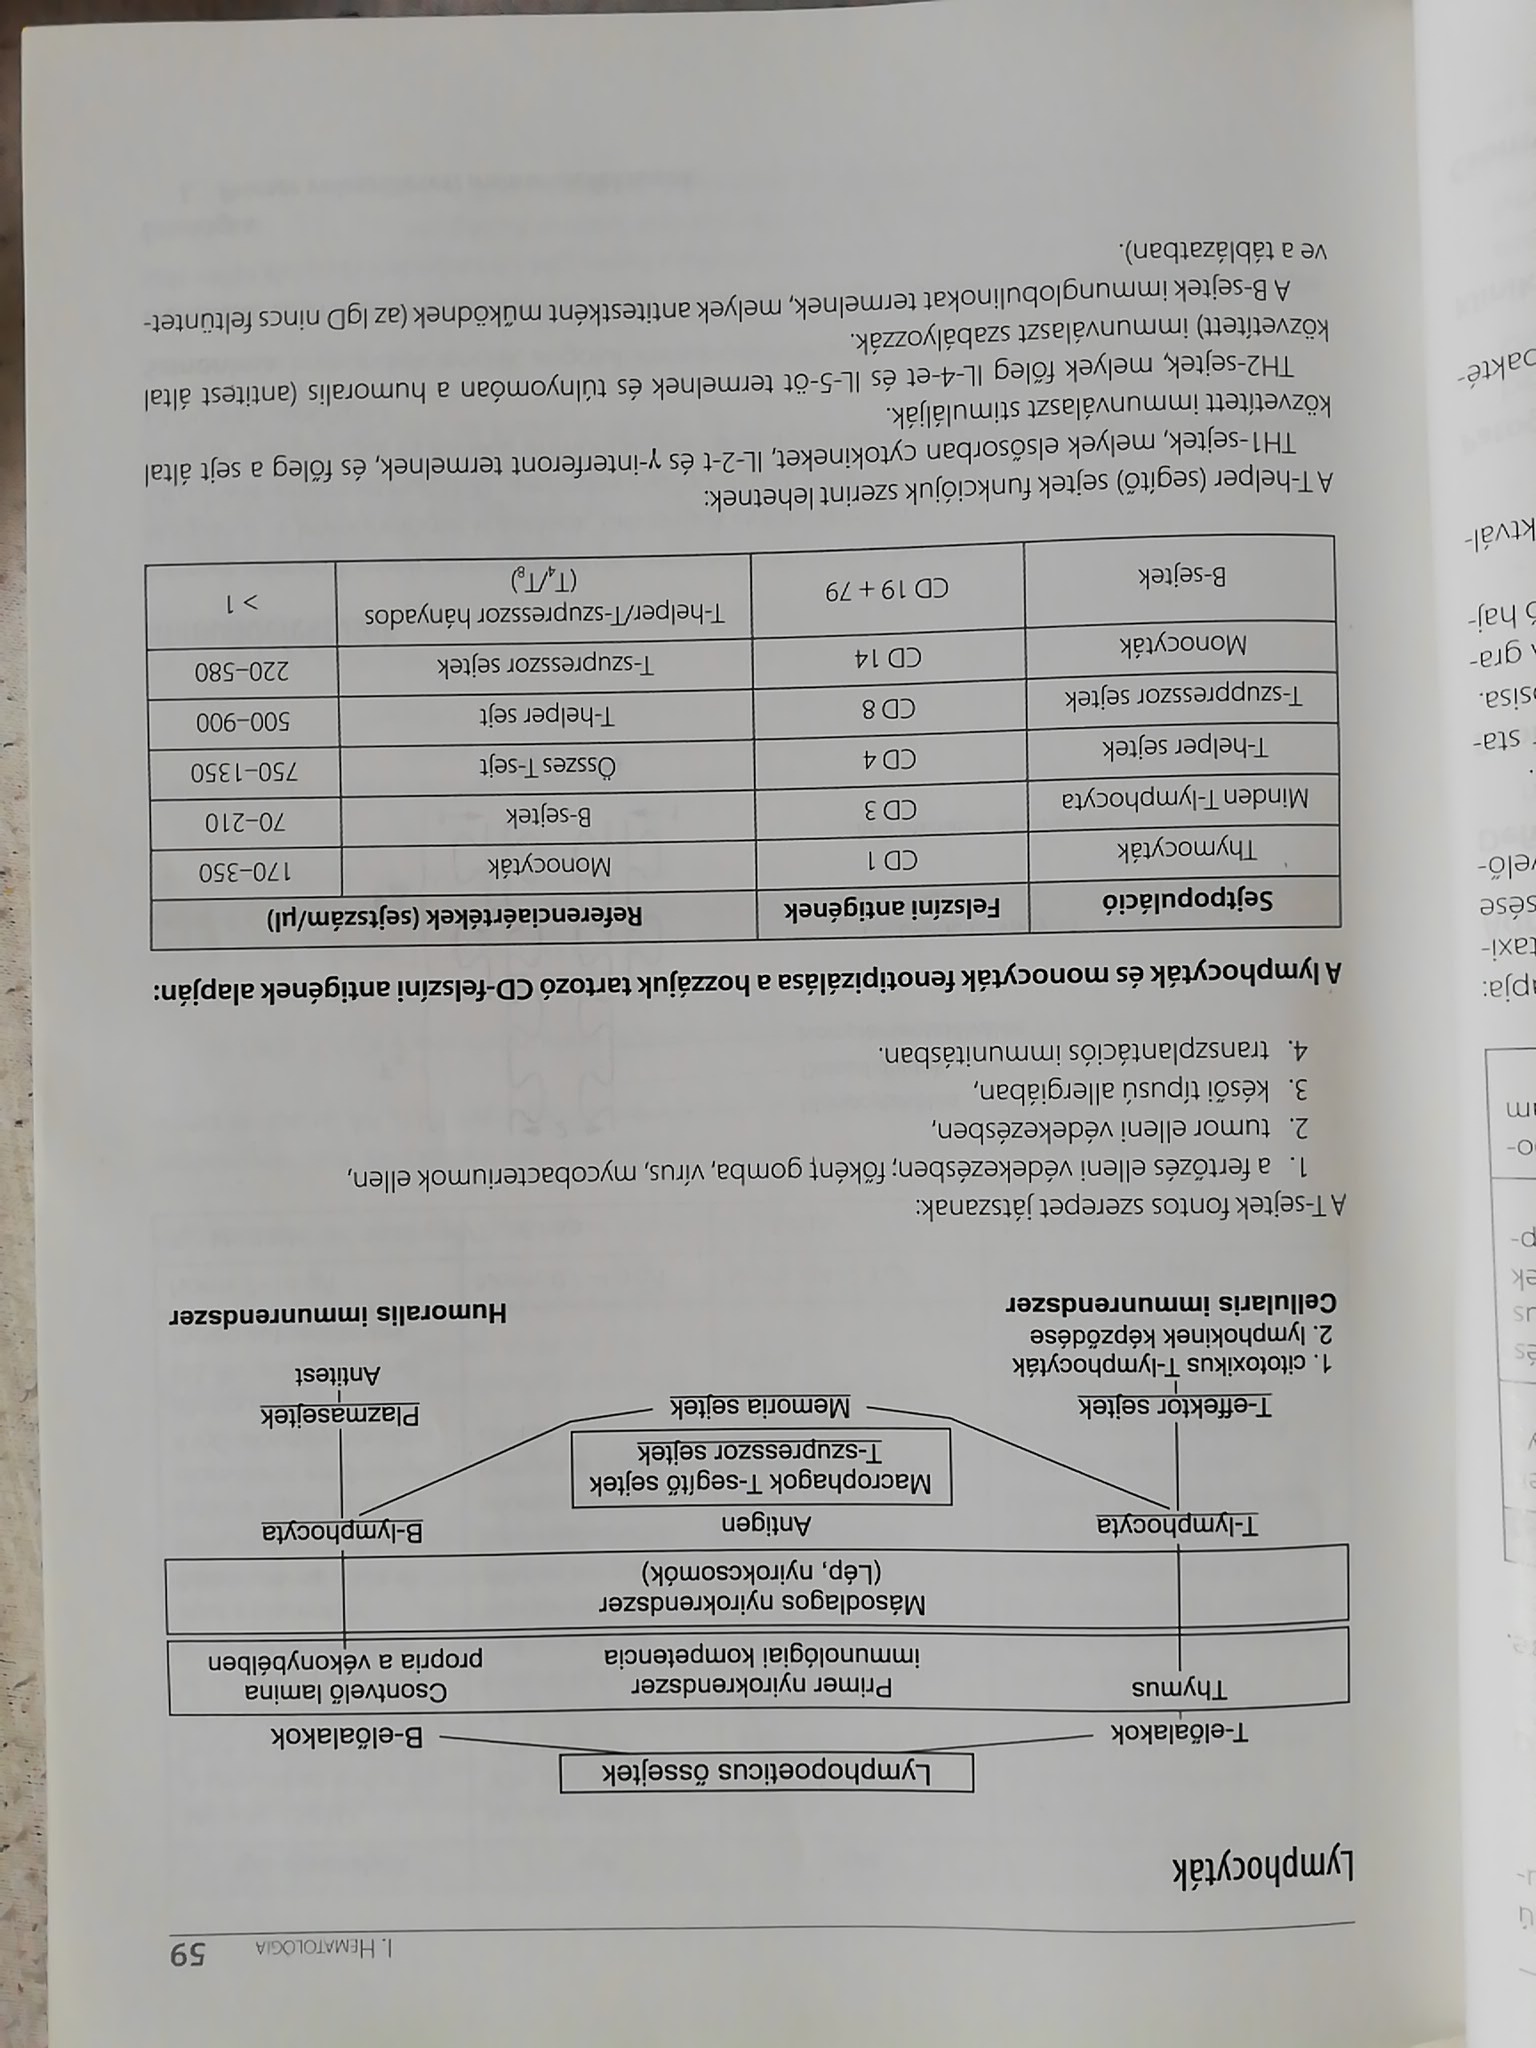 I. HEMATOLÓGIA 59
Lymphocyták
Lymphopoeticus őssejtek
T-előalakok B-előalakok
Thymus Primer nyirokrendszer Csontvelő lamina
immunológiai kompetencia propria a vékonybélben
Másodlagos nyirokrendszer
(Lép, nyirokcsomók)
T-lymphocyta Antigen B-lymphocyta
Macrophagok T-segítő sejtek
T-szupresszor sejtek
T-effektor sejtek Memoria sejtek Plazmasejtek
1. citotoxikus T-lymphocyták Antitest
2. lymphokinek képződése
Cellularis immunrendszer Humoralis immunrendszer
A T-sejtek fontos szerepet játszanak:
1. a fertőzés elleni védekezésben; főként gomba, vírus, mycobacteriumok ellen,
2. tumor elleni védekezésben,
3. késői típusú allergiában,
4. transzplantációs immunitásban.
A lymphocyták és monocyták fenotipizálása a hozzájuk tartozó CD-felszíni antigének alapján:
Sejtpopuláció Felszíni antigének Referenciaértékek (sejtszám/µl)
Thymocyták CD 1 Monocyták 170–350
Minden T-lymphocyta CD 3 B-sejtek 70–210
T-helper sejtek CD 4 Összes T-sejt 750–1350
T-szuppresszor sejtek CD 8 T-helper sejt 500–900
Monocyták CD 14 T-szupresszor sejtek 220–580
B-sejtek CD 19 + 79 T-helper/T-szupresszor hányados > 1
(T4/T8)
A T-helper (segítő) sejtek funkciójuk szerint lehetnek:
TH1-sejtek, melyek elsősorban cytokineket, IL-2-t és γ-interferont termelnek, és főleg a sejt által
közvetített immunválaszt stimulálják.
TH2-sejtek, melyek főleg IL-4-et és IL-5-öt termelnek és túlnyomóan a humoralis (antitest által
közvetített) immunválaszt szabályozzák.
A B-sejtek immunglobulinokat termelnek, melyek antitestként működnek (az IgD nincs feltüntet-
ve a táblázatban).